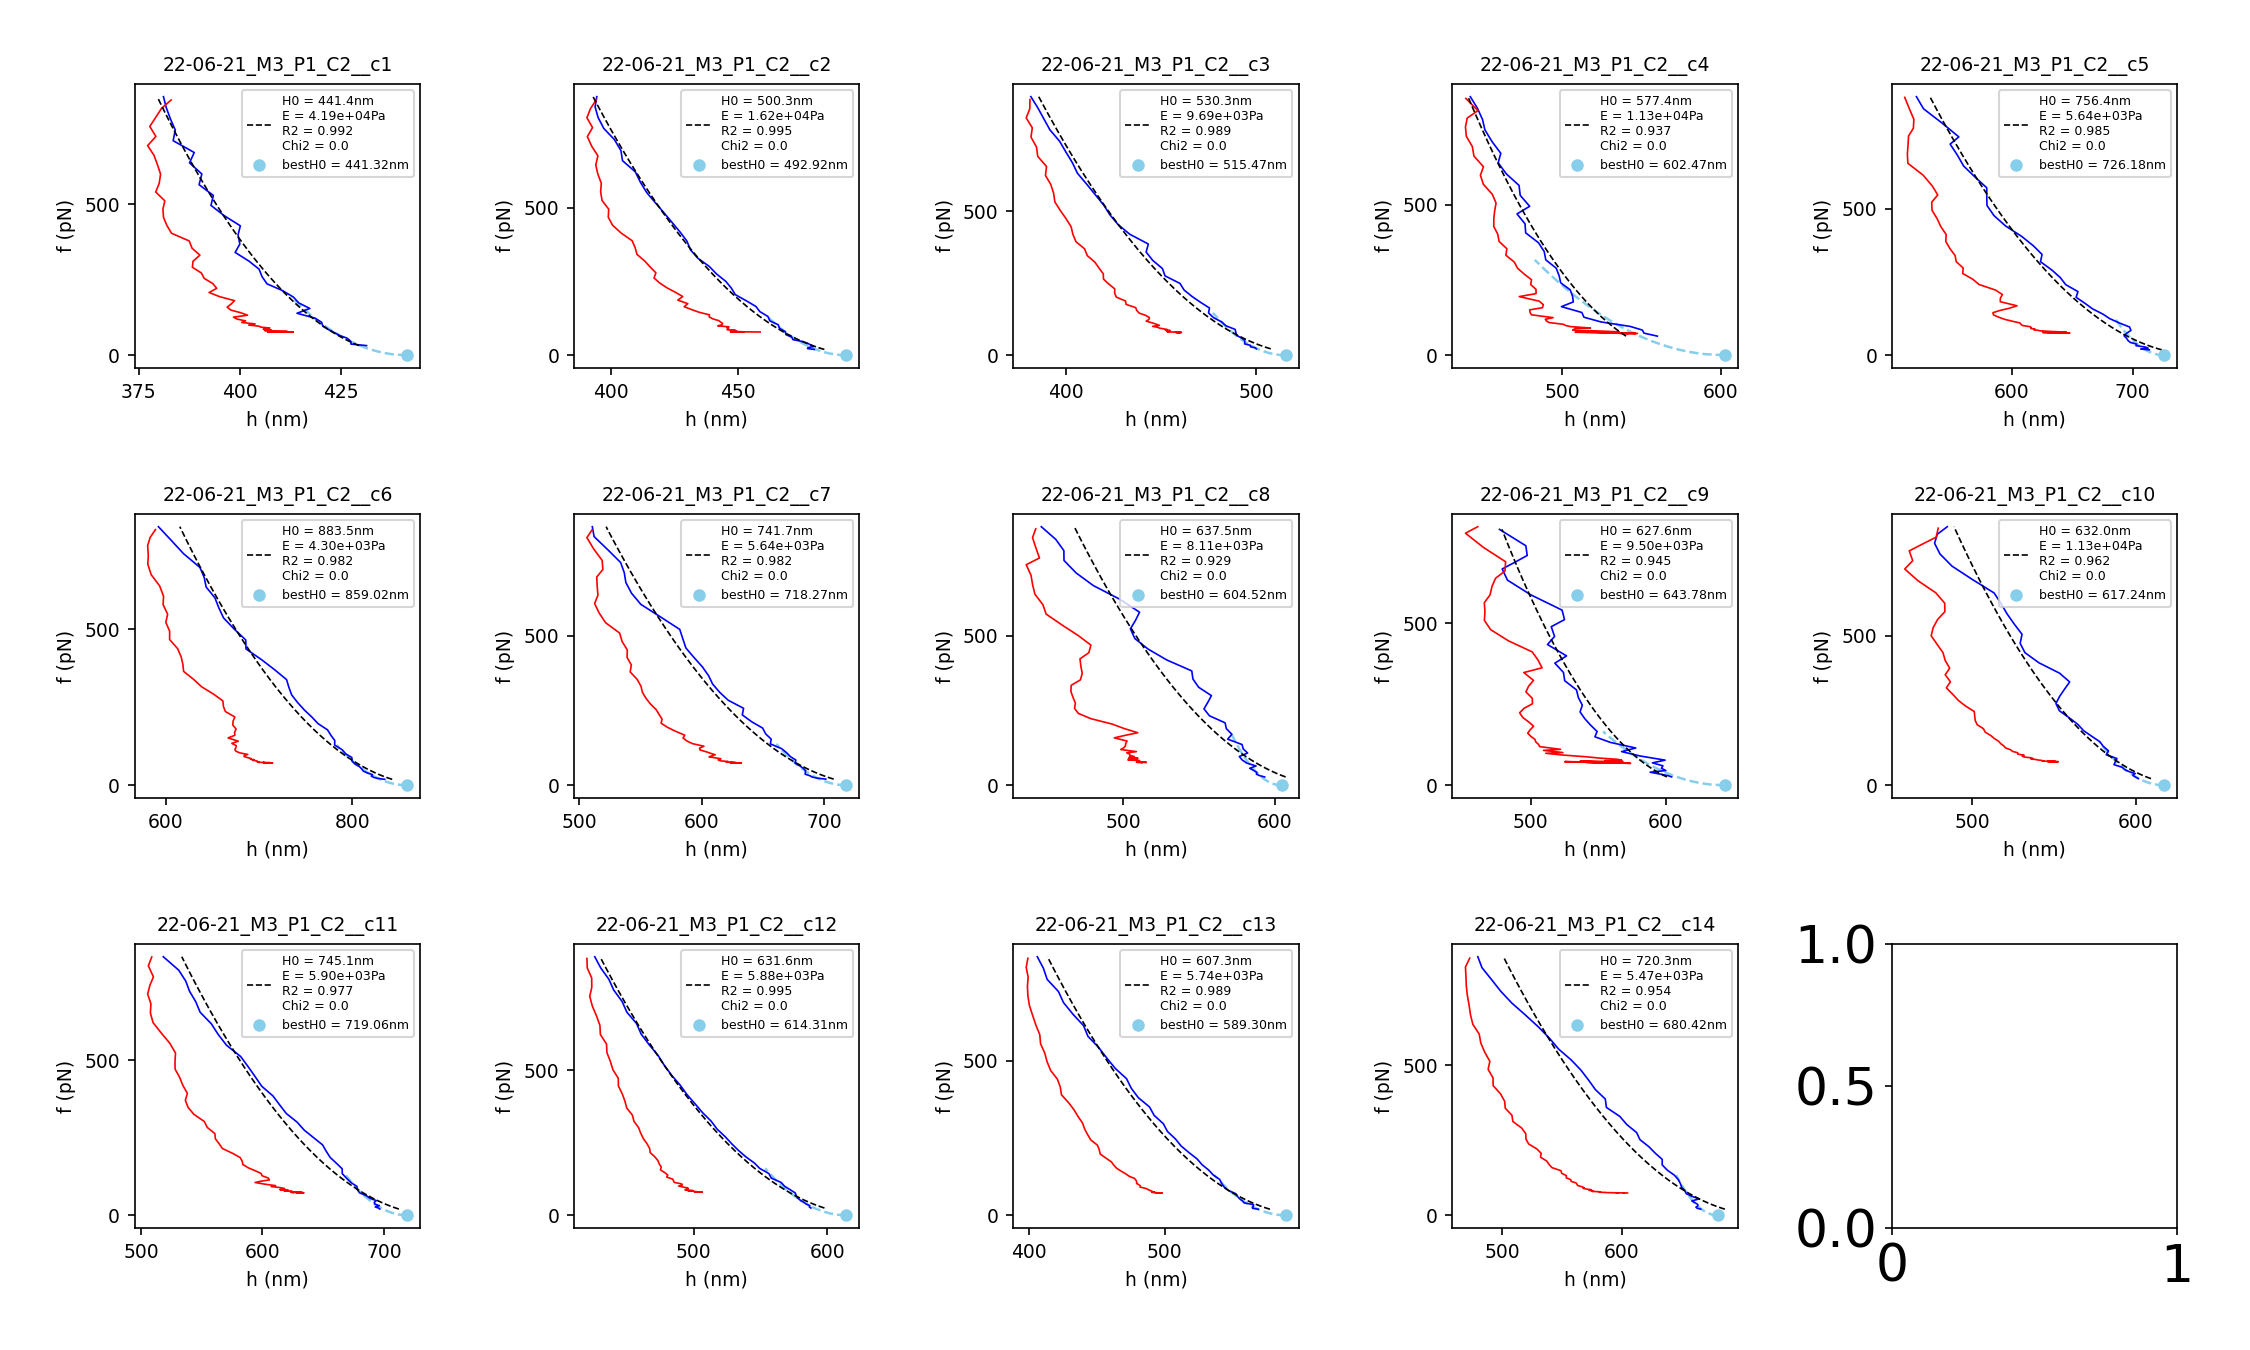 22-06-21_M3_P1_C2__c1
H0 = 441.4nm
E = 4.19e+04Pa
R2 = 0.992
Chi2 = 0.0
bestH0 = 441.32nm
f (pN)
500
0
375 400 425
h (nm)
22-06-21_M3_P1_C2__c2
H0 = 500.3nm
E = 1.62e+04Pa
R2 = 0.995
Chi2 = 0.0
bestH0 = 492.92nm
f (pN)
500
0
400 450
h (nm)
22-06-21_M3_P1_C2__c3
H0 = 530.3nm
E = 9.69e+03Pa
R2 = 0.989
Chi2 = 0.0
bestH0 = 515.47nm
f (pN)
500
0
400 500
h (nm)
22-06-21_M3_P1_C2__c4
H0 = 577.4nm
E = 1.13e+04Pa
R2 = 0.937
Chi2 = 0.0
bestH0 = 602.47nm
f (pN)
500
0
500 600
h (nm)
22-06-21_M3_P1_C2__c5
H0 = 756.4nm
E = 5.64e+03Pa
R2 = 0.985
Chi2 = 0.0
bestH0 = 726.18nm
f (pN)
500
0
600 700
h (nm)
22-06-21_M3_P1_C2__c6
H0 = 883.5nm
E = 4.30e+03Pa
R2 = 0.982
Chi2 = 0.0
bestH0 = 859.02nm
f (pN)
500
0
600 800
h (nm)
22-06-21_M3_P1_C2__c7
H0 = 741.7nm
E = 5.64e+03Pa
R2 = 0.982
Chi2 = 0.0
bestH0 = 718.27nm
f (pN)
500
0
500 600 700
h (nm)
22-06-21_M3_P1_C2__c8
H0 = 637.5nm
E = 8.11e+03Pa
R2 = 0.929
Chi2 = 0.0
bestH0 = 604.52nm
f (pN)
500
0
500 600
h (nm)
22-06-21_M3_P1_C2__c9
H0 = 627.6nm
E = 9.50e+03Pa
R2 = 0.945
Chi2 = 0.0
bestH0 = 643.78nm
f (pN)
500
0
500 600
h (nm)
22-06-21_M3_P1_C2__c10
H0 = 632.0nm
E = 1.13e+04Pa
R2 = 0.962
Chi2 = 0.0
bestH0 = 617.24nm
f (pN)
500
0
500 600
h (nm)
22-06-21_M3_P1_C2__c11
H0 = 745.1nm
E = 5.90e+03Pa
R2 = 0.977
Chi2 = 0.0
bestH0 = 719.06nm
f (pN)
500
0
500 600 700
h (nm)
22-06-21_M3_P1_C2__c12
H0 = 631.6nm
E = 5.88e+03Pa
R2 = 0.995
Chi2 = 0.0
bestH0 = 614.31nm
f (pN)
500
0
500 600
h (nm)
22-06-21_M3_P1_C2__c13
H0 = 607.3nm
E = 5.74e+03Pa
R2 = 0.989
Chi2 = 0.0
bestH0 = 589.30nm
f (pN)
500
0
400 500
h (nm)
22-06-21_M3_P1_C2__c14
H0 = 720.3nm
E = 5.47e+03Pa
R2 = 0.954
Chi2 = 0.0
bestH0 = 680.42nm
f (pN)
500
0
500 600
h (nm)
1.0
0.5
0.0
0 1